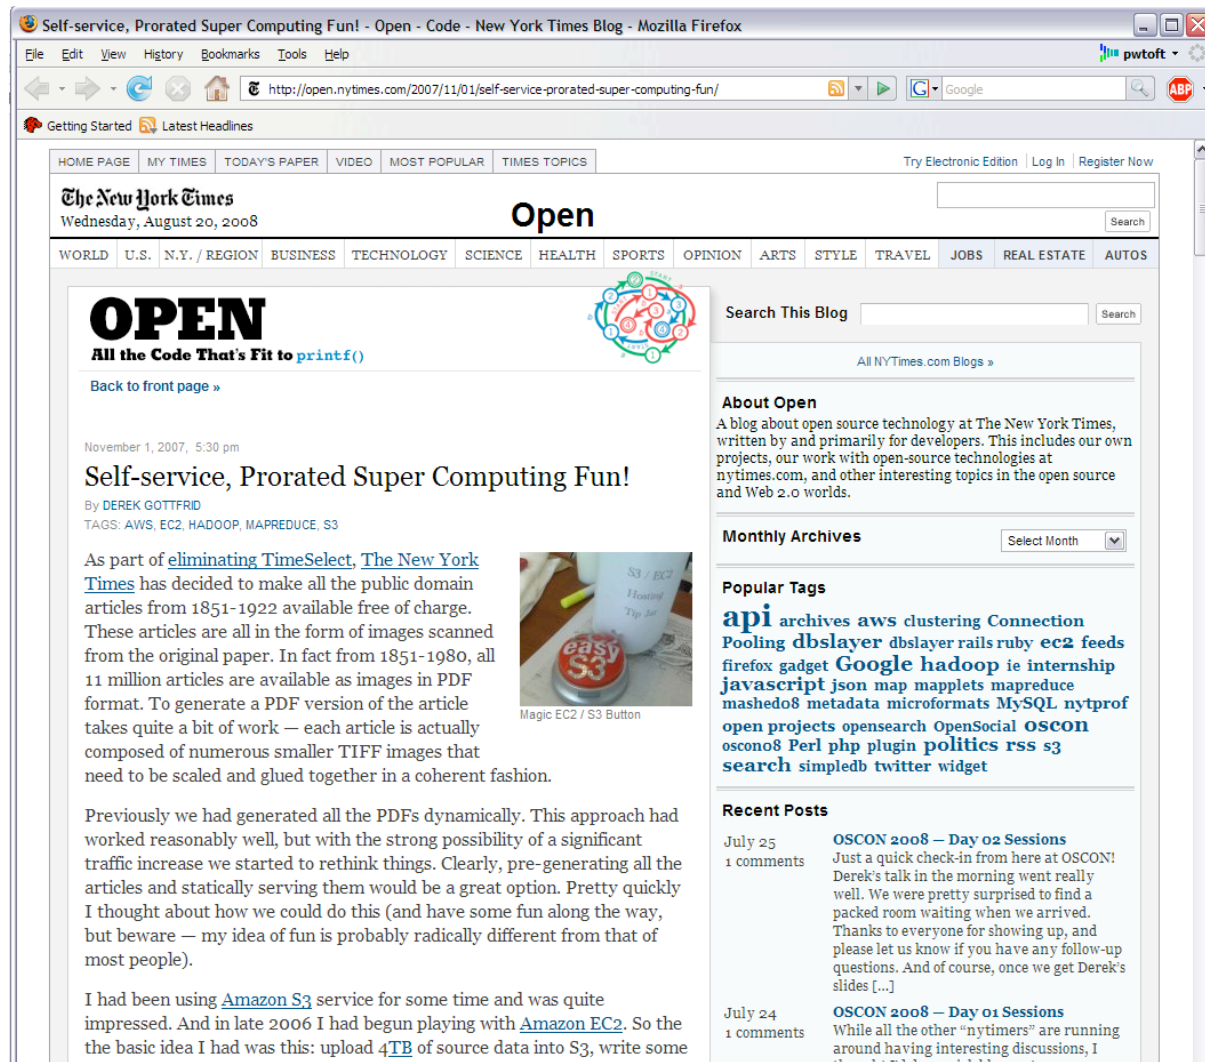 Self-service, Prorated Super Computing Fun! - Open - Code - New York Times Blog - Mozilla Firefox
File Edit View History Bookmarks Tools Help
pwtoft
http://open.nytimes.com/2007/11/01/self-service-prorated-super-computing-fun/
G Google
ABP
Getting Started Latest Headlines
HOME PAGE MY TIMES TODAY'S PAPER VIDEO MOST POPULAR TIMES TOPICS
Try Electronic Edition Log In Register Now
The New York Times
Wednesday, August 20, 2008
Open
Search
WORLD U.S. N.Y. / REGION BUSINESS TECHNOLOGY SCIENCE HEALTH SPORTS OPINION ARTS STYLE TRAVEL JOBS REAL ESTATE AUTOS
OPEN
All the Code That's Fit to printf()
Back to front page »
November 1, 2007, 5:30 pm
Self-service, Prorated Super Computing Fun!
By DEREK GOTTFRID
TAGS: AWS, EC2, HADOOP, MAPREDUCE, S3
As part of eliminating TimeSelect, The New York
Times has decided to make all the public domain
articles from 1851-1922 available free of charge.
These articles are all in the form of images scanned
from the original paper. In fact from 1851-1980, all
11 million articles are available as images in PDF
format. To generate a PDF version of the article
takes quite a bit of work — each article is actually
composed of numerous smaller TIFF images that
need to be scaled and glued together in a coherent fashion.
S3 / EC2
Hosting
Tip Jar
easy
S3
Magic EC2 / S3 Button
Previously we had generated all the PDFs dynamically. This approach had
worked reasonably well, but with the strong possibility of a significant
traffic increase we started to rethink things. Clearly, pre-generating all the
articles and statically serving them would be a great option. Pretty quickly
I thought about how we could do this (and have some fun along the way,
but beware — my idea of fun is probably radically different from that of
most people).
I had been using Amazon S3 service for some time and was quite
impressed. And in late 2006 I had begun playing with Amazon EC2. So the
the basic idea I had was this: upload 4TB of source data into S3, write some
Search This Blog
Search
All NYTimes.com Blogs »
About Open
A blog about open source technology at The New York Times,
written by and primarily for developers. This includes our own
projects, our work with open-source technologies at
nytimes.com, and other interesting topics in the open source
and Web 2.0 worlds.
Monthly Archives
Select Month
Popular Tags
api archives aws clustering Connection
Pooling dbslayer dbslayer rails ruby ec2 feeds
firefox gadget Google hadoop ie internship
javascript json map mapplets mapreduce
mashed08 metadata microformats MySQL nytprof
open projects opensearch OpenSocial oscon
oscon08 Perl php plugin politics rss s3
search simpledb twitter widget
Recent Posts
July 25
1 comments
OSCON 2008 — Day 02 Sessions
Just a quick check-in from here at OSCON!
Derek's talk in the morning went really
well. We were pretty surprised to find a
packed room waiting when we arrived.
Thanks to everyone for showing up, and
please let us know if you have any follow-up
questions. And of course, once we get Derek's
slides [...]
July 24
1 comments
OSCON 2008 — Day 01 Sessions
While all the other "nytimers" are running
around having interesting discussions, I